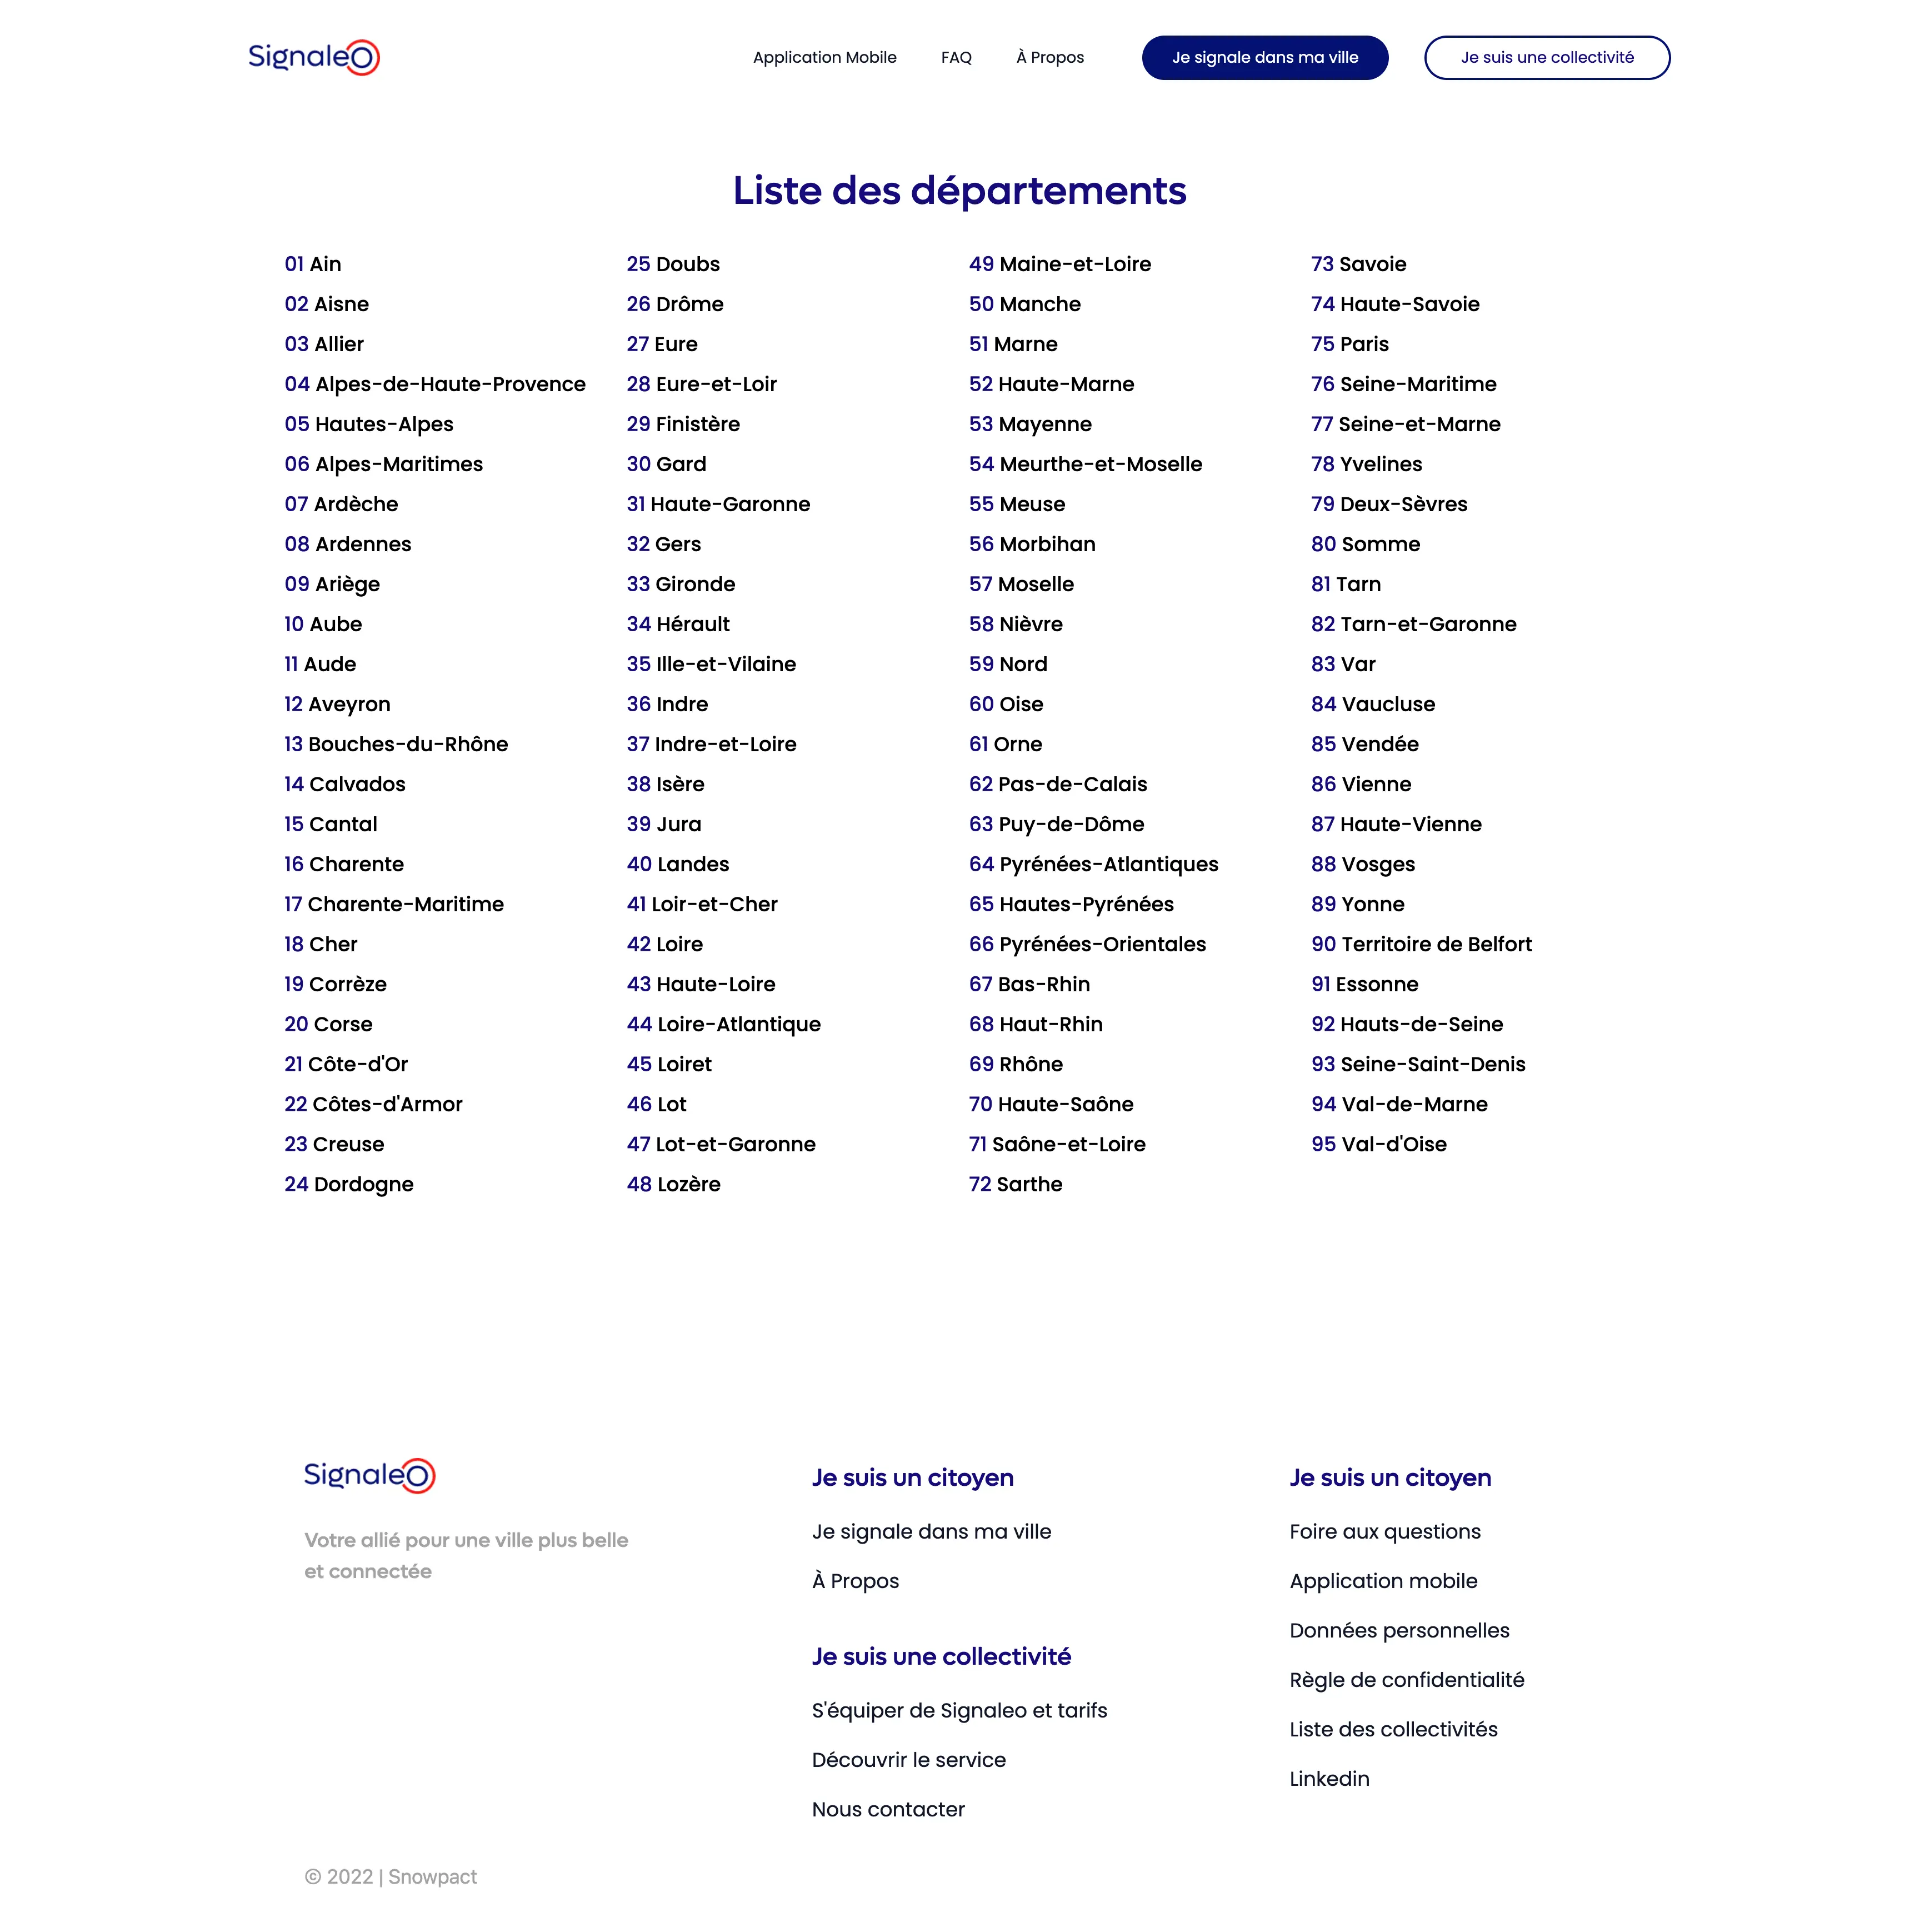 Signaleo
Application Mobile
FAQ
À Propos
Je signale dans ma ville
Je suis une collectivité
Liste des départements
01 Ain
02 Aisne
03 Allier
04 Alpes-de-Haute-Provence
05 Hautes-Alpes
06 Alpes-Maritimes
07 Ardèche
08 Ardennes
09 Ariège
10 Aube
11 Aude
12 Aveyron
13 Bouches-du-Rhône
14 Calvados
15 Cantal
16 Charente
17 Charente-Maritime
18 Cher
19 Corrèze
20 Corse
21 Côte-d'Or
22 Côtes-d'Armor
23 Creuse
24 Dordogne
25 Doubs
26 Drôme
27 Eure
28 Eure-et-Loir
29 Finistère
30 Gard
31 Haute-Garonne
32 Gers
33 Gironde
34 Hérault
35 Ille-et-Vilaine
36 Indre
37 Indre-et-Loire
38 Isère
39 Jura
40 Landes
41 Loir-et-Cher
42 Loire
43 Haute-Loire
44 Loire-Atlantique
45 Loiret
46 Lot
47 Lot-et-Garonne
48 Lozère
49 Maine-et-Loire
50 Manche
51 Marne
52 Haute-Marne
53 Mayenne
54 Meurthe-et-Moselle
55 Meuse
56 Morbihan
57 Moselle
58 Nièvre
59 Nord
60 Oise
61 Orne
62 Pas-de-Calais
63 Puy-de-Dôme
64 Pyrénées-Atlantiques
65 Hautes-Pyrénées
66 Pyrénées-Orientales
67 Bas-Rhin
68 Haut-Rhin
69 Rhône
70 Haute-Saône
71 Saône-et-Loire
72 Sarthe
73 Savoie
74 Haute-Savoie
75 Paris
76 Seine-Maritime
77 Seine-et-Marne
78 Yvelines
79 Deux-Sèvres
80 Somme
81 Tarn
82 Tarn-et-Garonne
83 Var
84 Vaucluse
85 Vendée
86 Vienne
87 Haute-Vienne
88 Vosges
89 Yonne
90 Territoire de Belfort
91 Essonne
92 Hauts-de-Seine
93 Seine-Saint-Denis
94 Val-de-Marne
95 Val-d'Oise
Signaleo
Votre allié pour une ville plus belle
et connectée
Je suis un citoyen
Je signale dans ma ville
À Propos
Je suis une collectivité
S'équiper de Signaleo et tarifs
Découvrir le service
Nous contacter
Je suis un citoyen
Foire aux questions
Application mobile
Données personnelles
Règle de confidentialité
Liste des collectivités
Linkedin
© 2022 | Snowpact